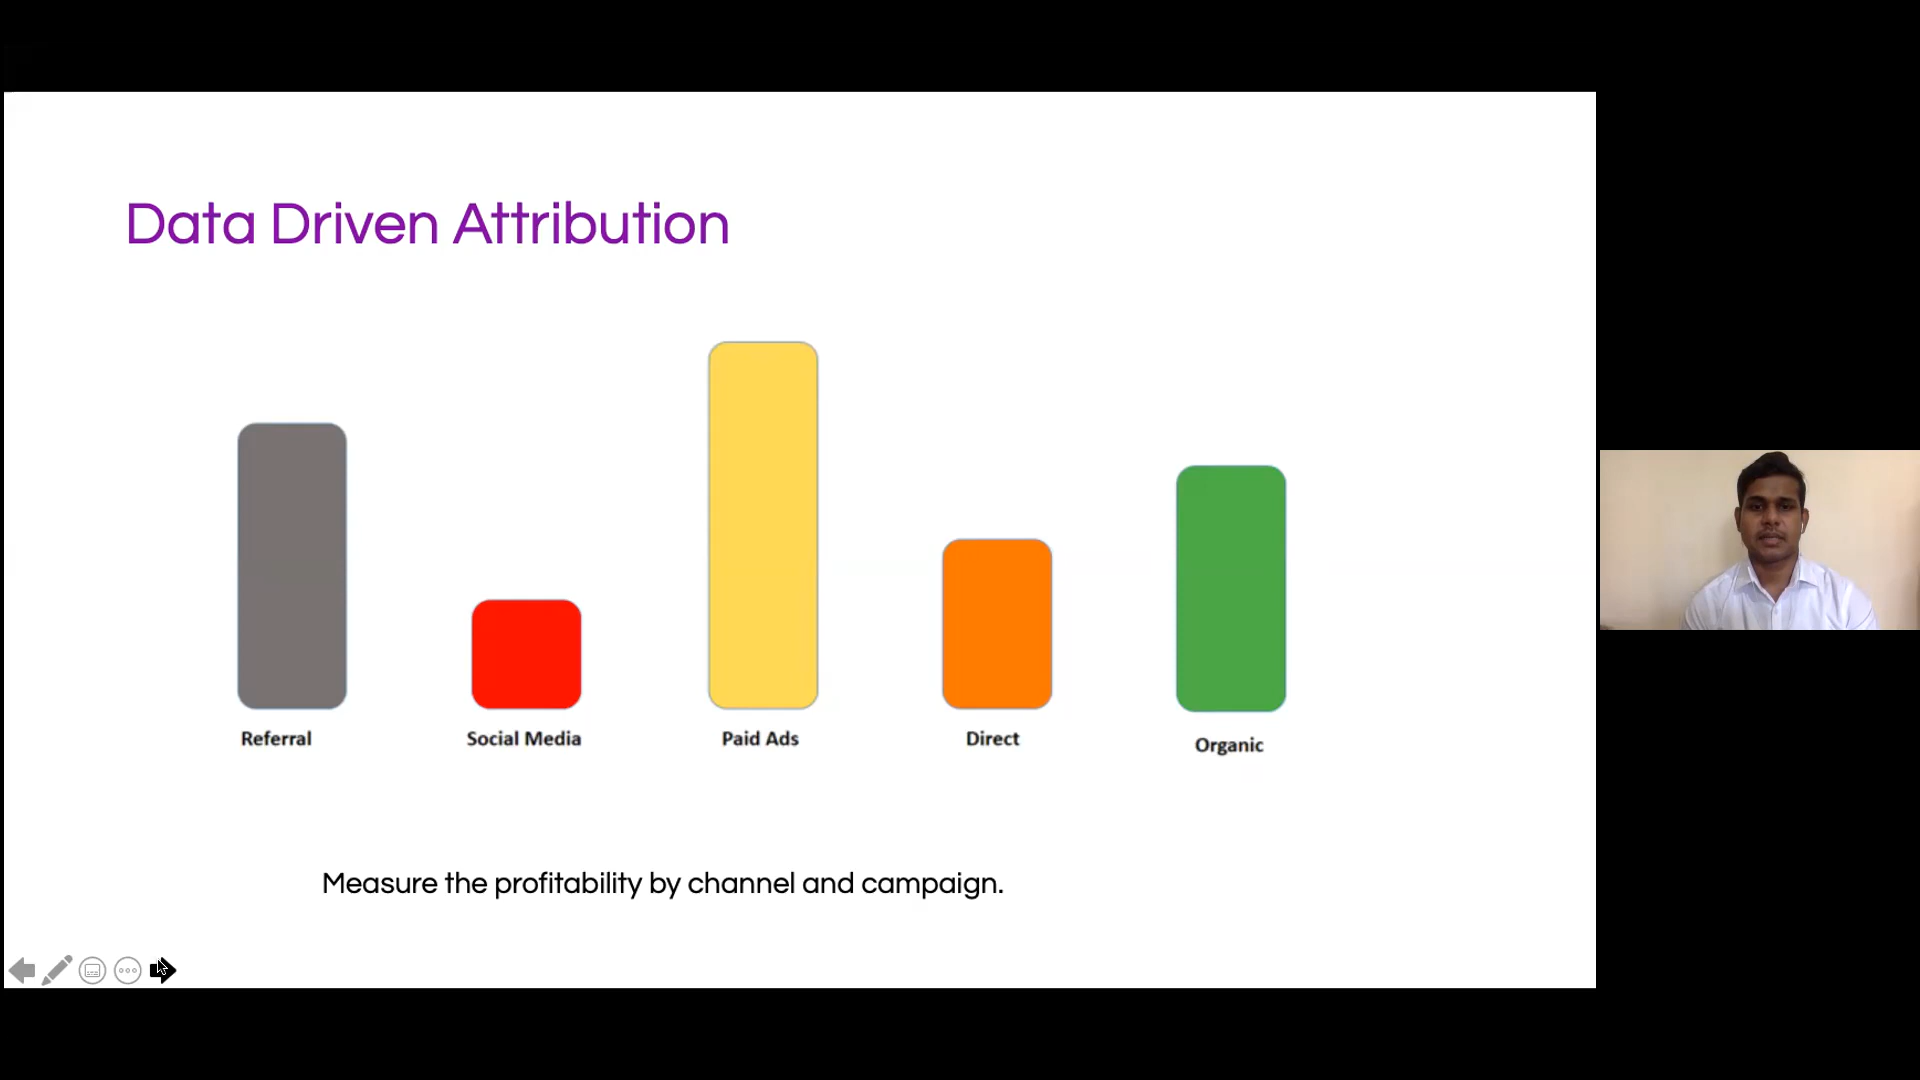 Data Driven Attribution
Referral
Social Media
Paid Ads
Direct
Organic
Measure the profitability by channel and campaign.